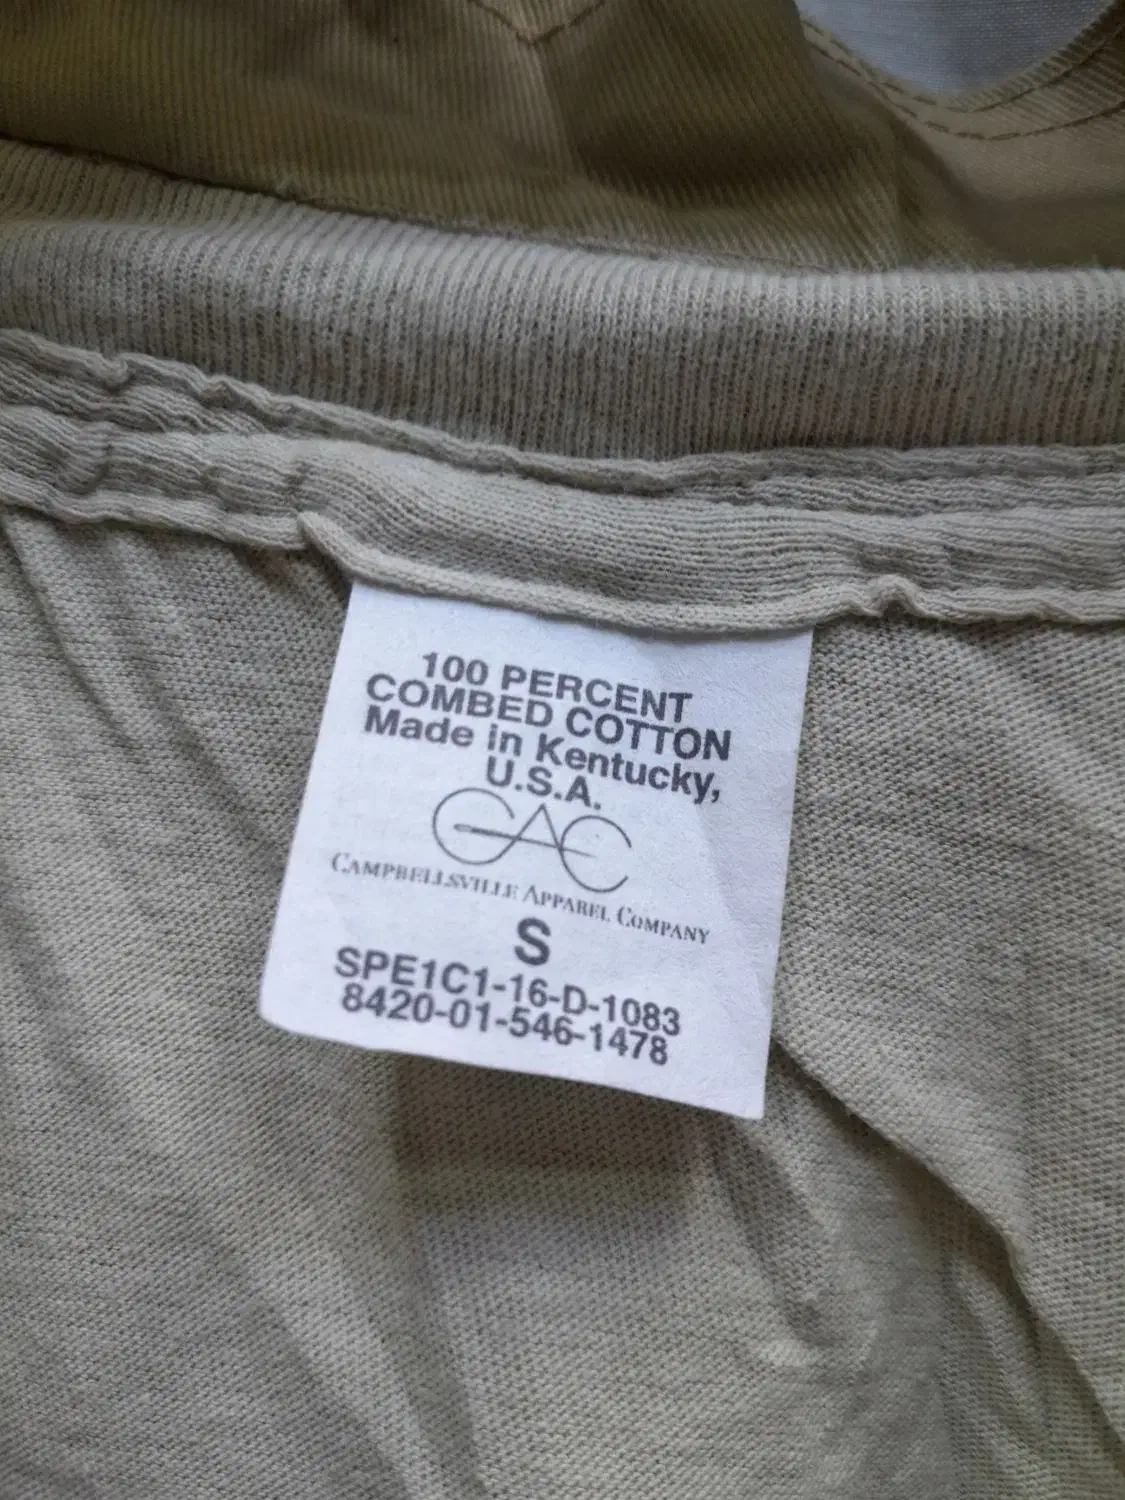 100 PERCENT
COMBED COTTON
Made in Kentucky,
U.S.A.
CAC
CAMPBELLSVILLE APPAREL COMPANY
S
SPE1C1-16-D-1083
8420-01-546-1478